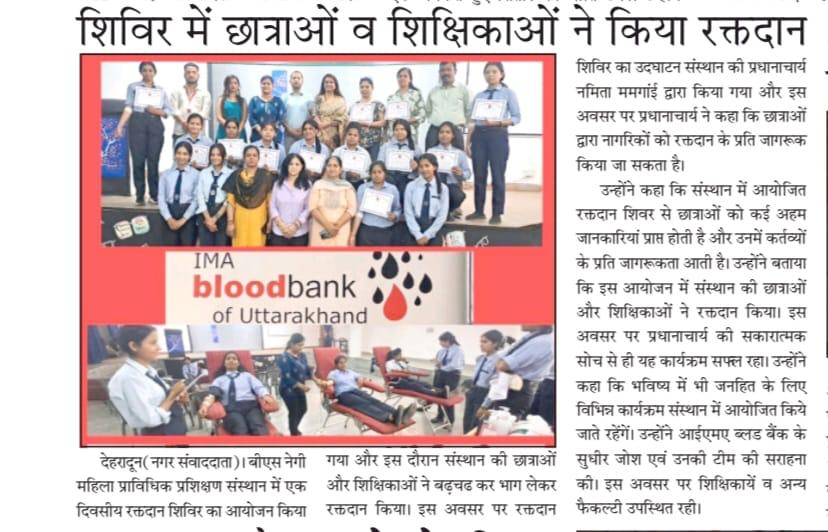 शिविर में छात्राओं व शिक्षिकाओं ने किया रक्तदान
IMA
bloodbank
of Uttarakhand
देहरादून(नगर संवाददाता)। बीएस नेगी
महिला प्राविधिक प्रशिक्षण संस्थान में एक
दिवसीय रक्तदान शिविर का आयोजन किया
गया और इस दौरान संस्थान की छात्राओं
और शिक्षिकाओं ने बढ़चढ कर भाग लेकर
रक्तदान किया। इस अवसर पर रक्तदान
शिविर का उदघाटन संस्थान की प्रधानाचार्य
नमिता ममगांई द्वारा किया गया और इस
अवसर पर प्रधानाचार्य ने कहा कि छात्राओं
द्वारा नागरिकों को रक्तदान के प्रति जागरूक
किया जा सकता है।
उन्होंने कहा कि संस्थान में आयोजित
रक्तदान शिवर से छात्राओं को कई अहम
जानकारियां प्राप्त होती है और उनमें कर्तव्यों
के प्रति जागरूकता आती है। उन्होंने बताया
कि इस आयोजन में संस्थान की छात्राओं
और शिक्षिकाओं ने रक्तदान किया। इस
अवसर पर प्रधानाचार्य की सकारात्मक
सोच से ही यह कार्यक्रम सफ्ल रहा। उन्होंने
कहा कि भविष्य में भी जनहित के लिए
विभिन्न कार्यक्रम संस्थान में आयोजित किये
जाते रहेंगें। उन्होंने आईएमए ब्लड बैंक के
सुधीर जोश एवं उनकी टीम की सराहना
की। इस अवसर पर शिक्षिकायें व अन्य
फैकल्टी उपस्थित रही।